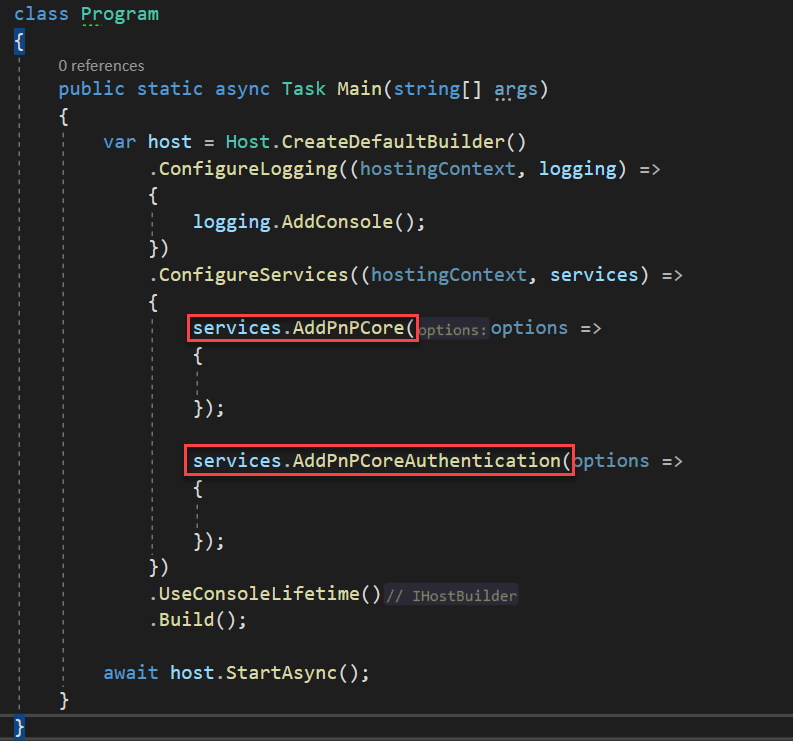 class Program
{
0 references
public static async Task Main(string[] args)
{
var host = Host.CreateDefaultBuilder()
.ConfigureLogging((hostingContext, logging) =>
{
logging.AddConsole();
})
.ConfigureServices((hostingContext, services) =>
{
services.AddPnPCore(options: options =>
{
});
services.AddPnPCoreAuthentication(options =>
{
});
})
.UseConsoleLifetime() // IHostBuilder
.Build();
await host.StartAsync();
}
}